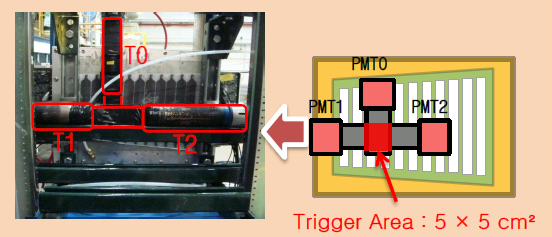 T0
T1
T2
PMT0
PMT1
PMT2
Trigger Area : 5 × 5 cm²